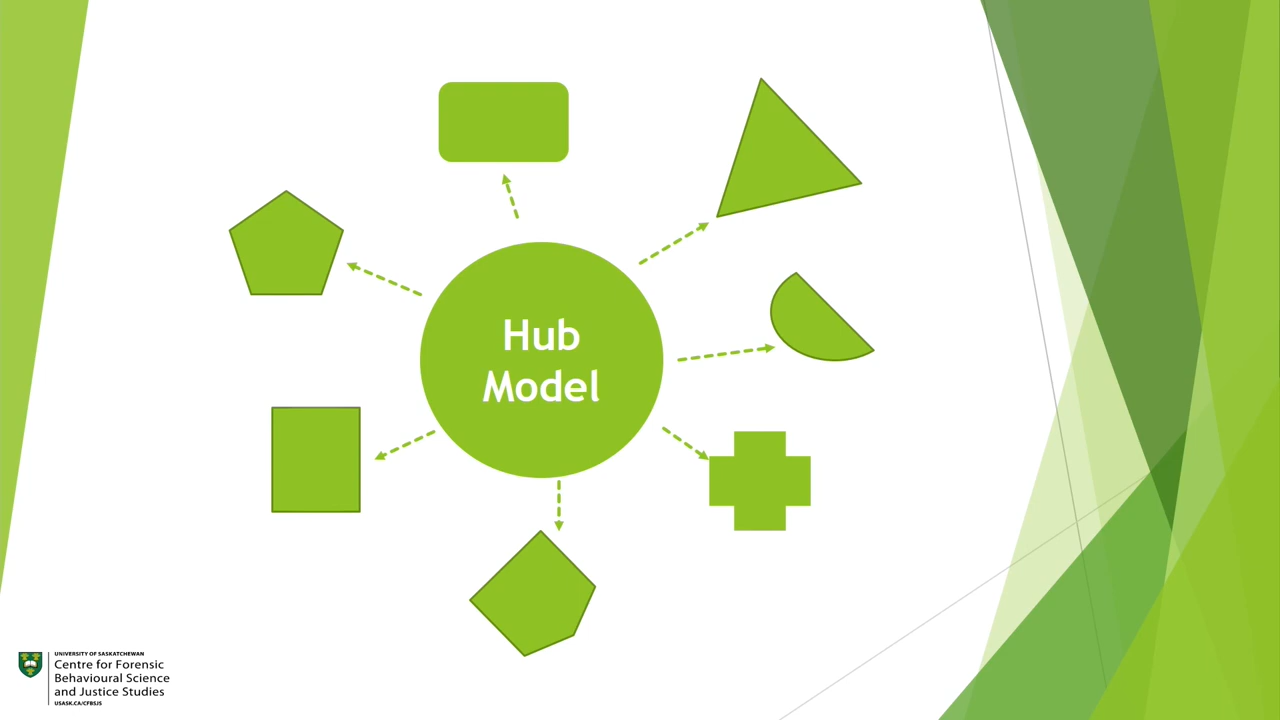 Hub
Model
UNIVERSITY OF SASKATCHEWAN
Centre for Forensic
Behavioural Science
and Justice Studies
USASK.CA/CFBSJS